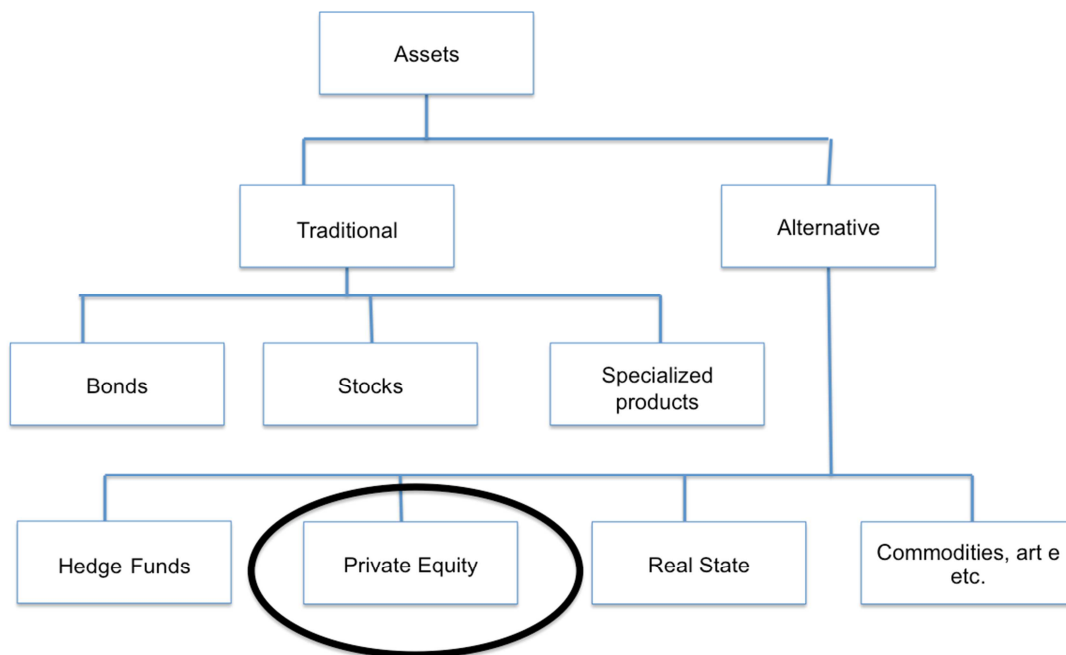 Assets
Traditional
Alternative
Bonds
Stocks
Specialized
products
Hedge Funds
Private Equity
Real State
Commodities, art e
etc.